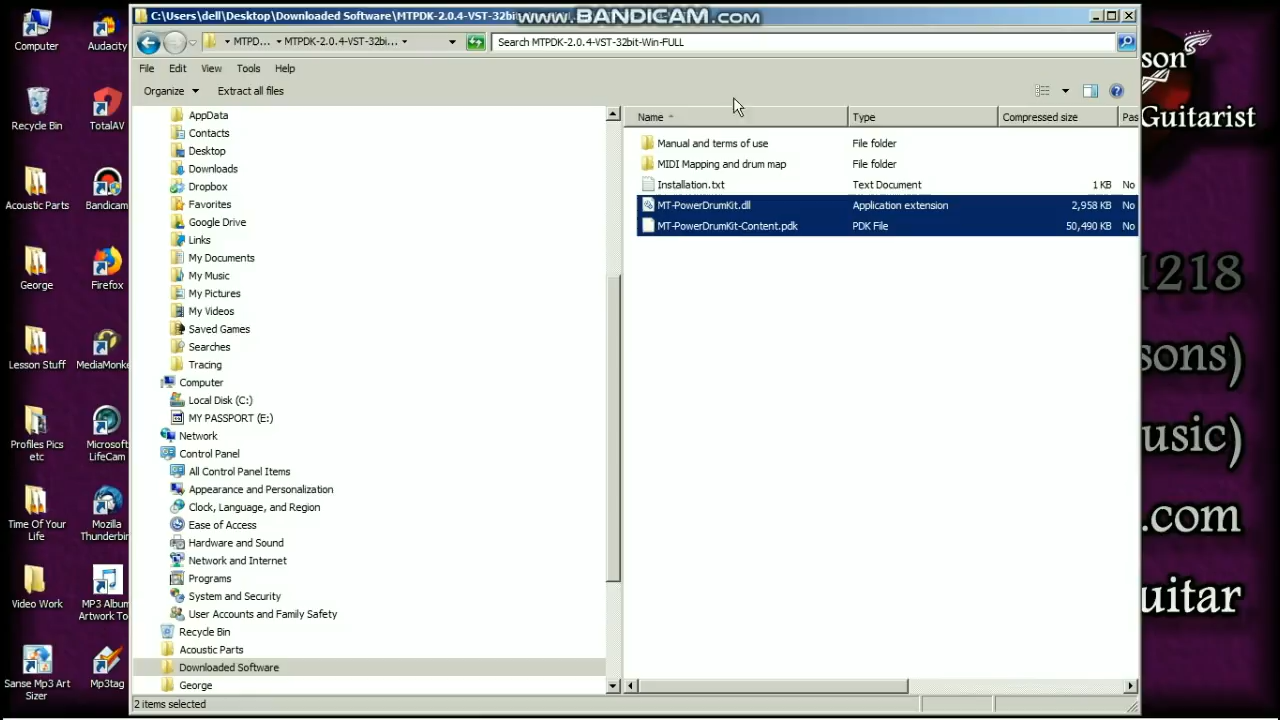 C:\Users\dell\Desktop\Downloaded Software\MTPDK-2.0.4-VST-32bi
www.BANDICAM.com
MTPD... MTPDK-2.0.4-VST-32bi...
Search MTPDK-2.0.4-VST-32bit-Win-FULL
File Edit View Tools Help
Organize Extract all files
Name Type Compressed size Pas
AppData
Contacts
Desktop
Downloads
Dropbox
Favorites
Google Drive
Links
My Documents
My Music
My Pictures
My Videos
Saved Games
Searches
Tracing
Computer
Local Disk (C:)
MY PASSPORT (E:)
Network
Control Panel
All Control Panel Items
Appearance and Personalization
Clock, Language, and Region
Ease of Access
Hardware and Sound
Network and Internet
Programs
System and Security
User Accounts and Family Safety
Recycle Bin
Acoustic Parts
Downloaded Software
George
Manual and terms of use File folder
MIDI Mapping and drum map File folder
Installation.txt Text Document 1 KB No
MT-PowerDrumKit.dll Application extension 2,958 KB No
MT-PowerDrumKit-Content.pdk PDK File 50,490 KB No
2 items selected
Computer
Audacity
Recycle Bin
TotalAV
Acoustic Parts
Bandicam
George
Firefox
Lesson Stuff
MediaMonke
Profiles Pics
etc
Microsoft
LifeCam
Time Of Your
Life
Mozilla
Thunderbir
Video Work
MP3 Album
Artwork To
Sanse Mp3 Art
Sizer
Mp3tag
son
Guitarist
1218
sons)
usic)
.com
uitar